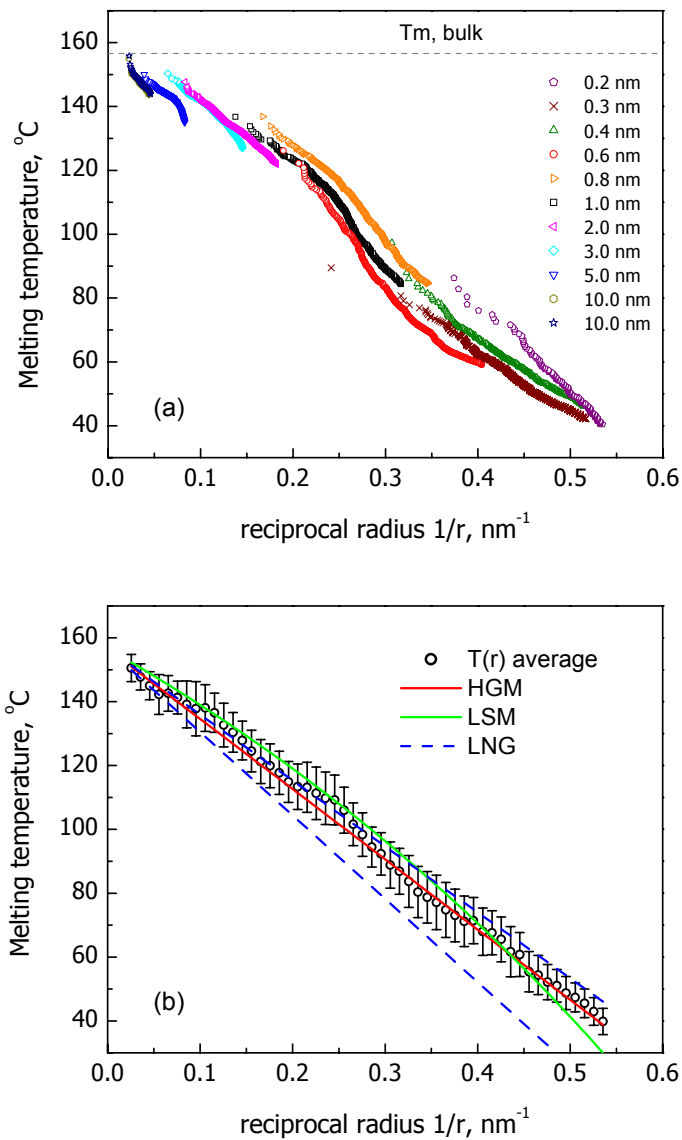 Tm, bulk
160
140
120
100
80
60
40
Melting temperature, °C
0.2 nm
0.3 nm
0.4 nm
0.6 nm
0.8 nm
1.0 nm
2.0 nm
3.0 nm
5.0 nm
10.0 nm
10.0 nm
(a)
0.0 0.1 0.2 0.3 0.4 0.5 0.6
reciprocal radius 1/r, nm⁻¹
160
140
120
100
80
60
40
Melting temperature, °C
T(r) average
HGM
LSM
LNG
(b)
0.0 0.1 0.2 0.3 0.4 0.5 0.6
reciprocal radius 1/r, nm⁻¹